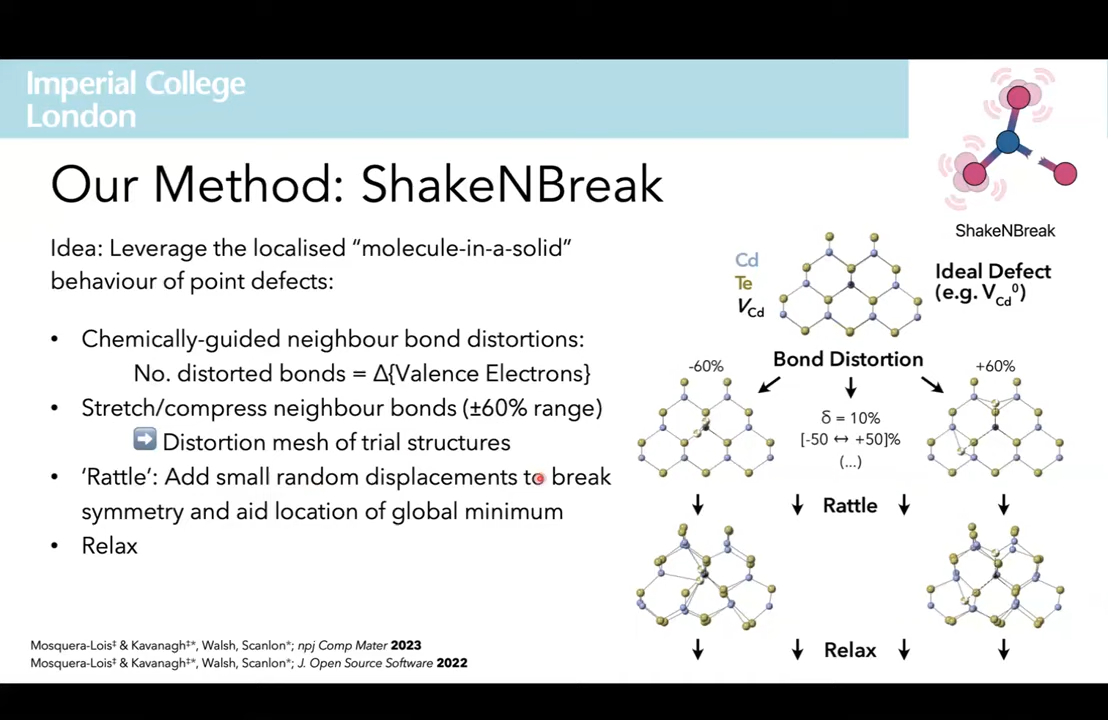 Imperial College
London
ShakeNBreak
Our Method: ShakeNBreak
Idea: Leverage the localised “molecule-in-a-solid”
behaviour of point defects:
• Chemically-guided neighbour bond distortions:
No. distorted bonds = Δ{Valence Electrons}
• Stretch/compress neighbour bonds (±60% range)
➡ Distortion mesh of trial structures
• ‘Rattle’: Add small random displacements to break
symmetry and aid location of global minimum
• Relax
Cd
Te
V_Cd
Ideal Defect
(e.g. V_Cd^0)
Bond Distortion
-60%
+60%
δ = 10%
[-50 ↔ +50]%
(...)
Rattle
Relax
Mosquera-Lois‡ & Kavanagh‡*, Walsh, Scanlon*; npj Comp Mater 2023
Mosquera-Lois‡ & Kavanagh‡*, Walsh, Scanlon*; J. Open Source Software 2022